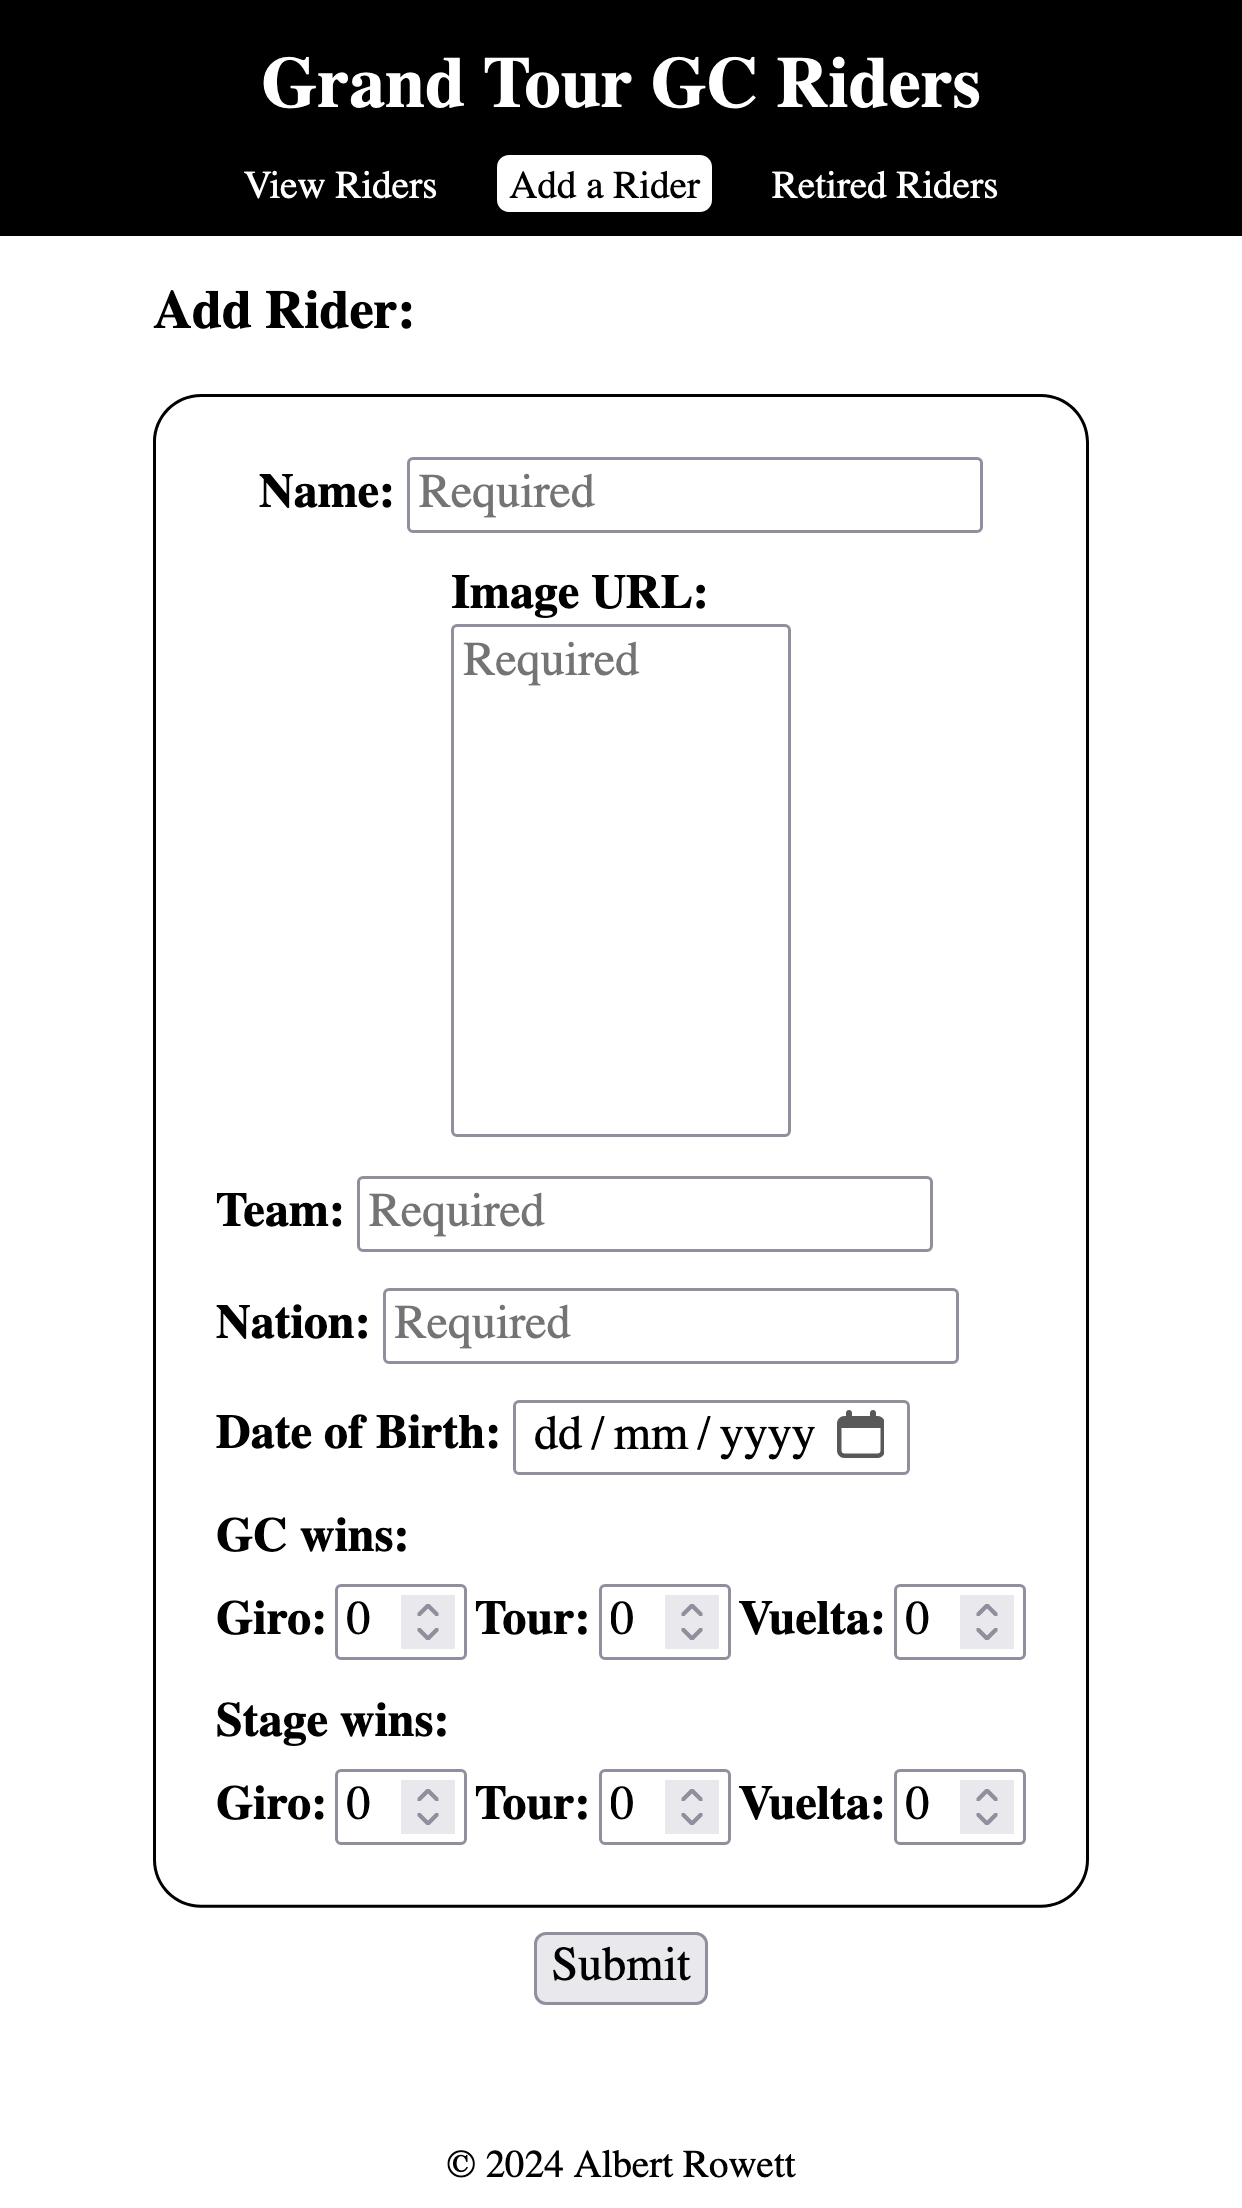 Grand Tour GC Riders
View Riders Add a Rider Retired Riders
Add Rider:
Name: Required
Image URL:
Required
Team: Required
Nation: Required
Date of Birth: dd / mm / yyyy
GC wins:
Giro: 0 Tour: 0 Vuelta: 0
Stage wins:
Giro: 0 Tour: 0 Vuelta: 0
Submit
© 2024 Albert Rowett